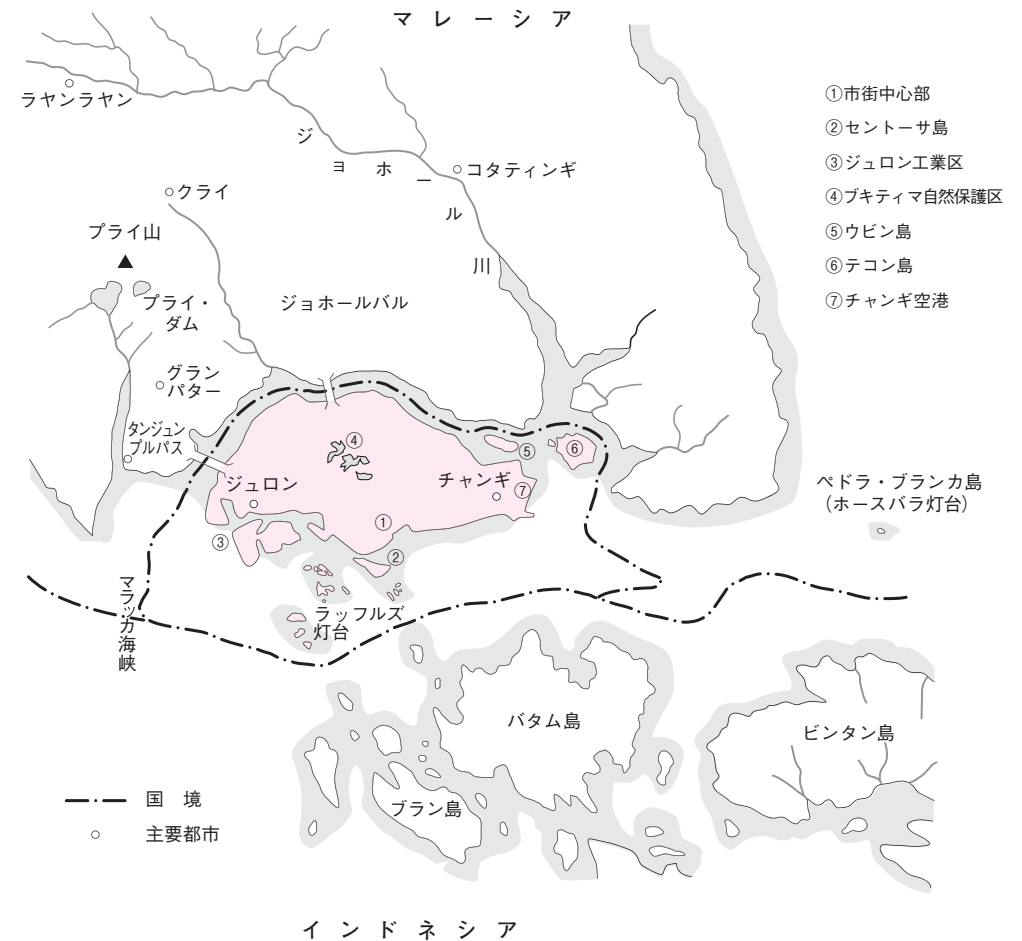 マレーシア
ラヤンラヤン
ジョホール川
コタティンギ
クライ
プライ山
プライ・
ダム
ジョホールバル
グラン
パター
タンジュン
プルパス
①市街中心部
②セントーサ島
③ジュロン工業区
④ブキティマ自然保護区
⑤ウビン島
⑥テコン島
⑦チャンギ空港
④
⑤
⑥
ジュロン
チャンギ
⑦
①
③
②
ペドラ・ブランカ島
(ホースバラ灯台)
マラッカ海峡
ラッフルズ
灯台
バタム島
ビンタン島
ブラン島
国 境
主要都市
インドネシア